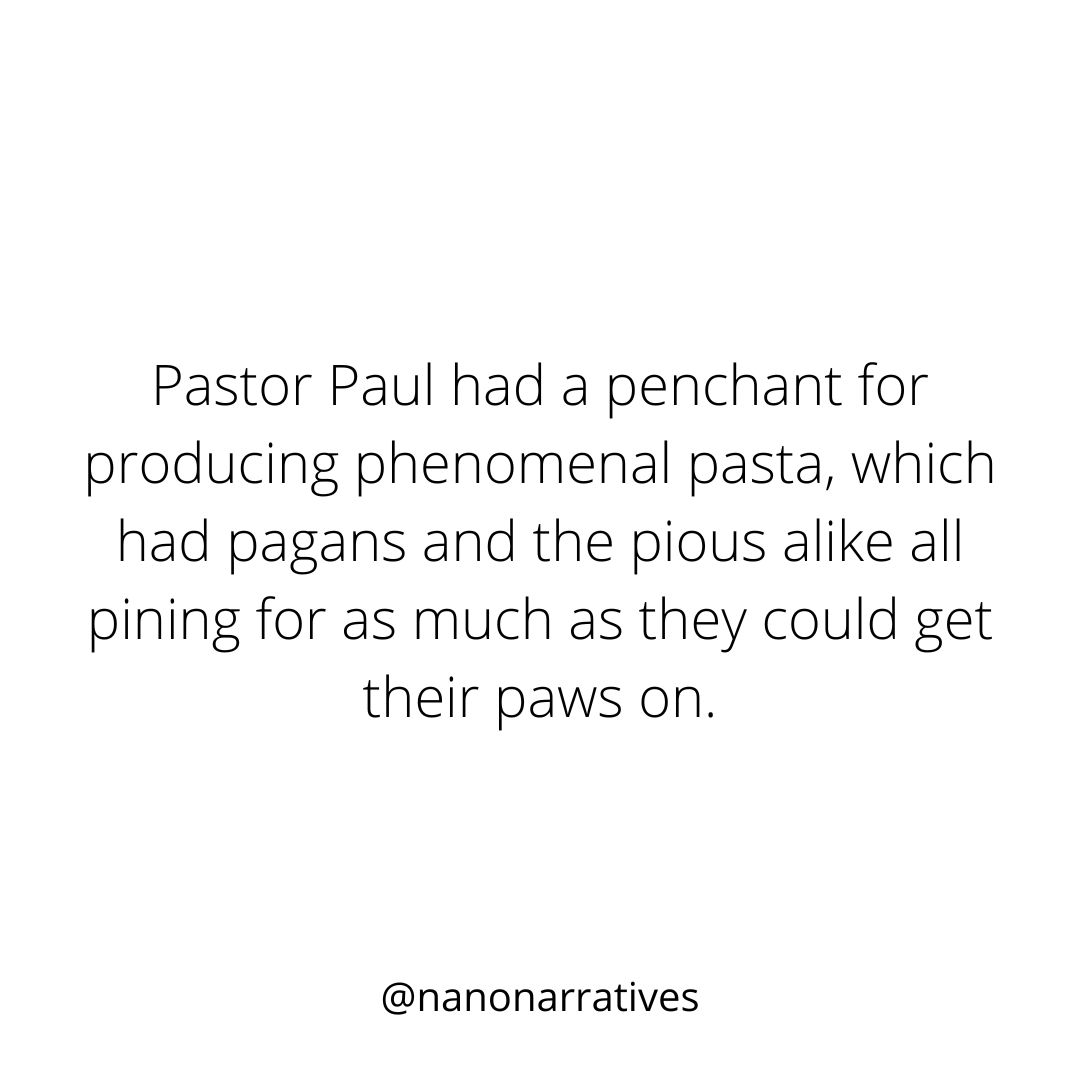 Pastor Paul had a penchant for
producing phenomenal pasta, which
had pagans and the pious alike all
pining for as much as they could get
their paws on.
@nanonarratives